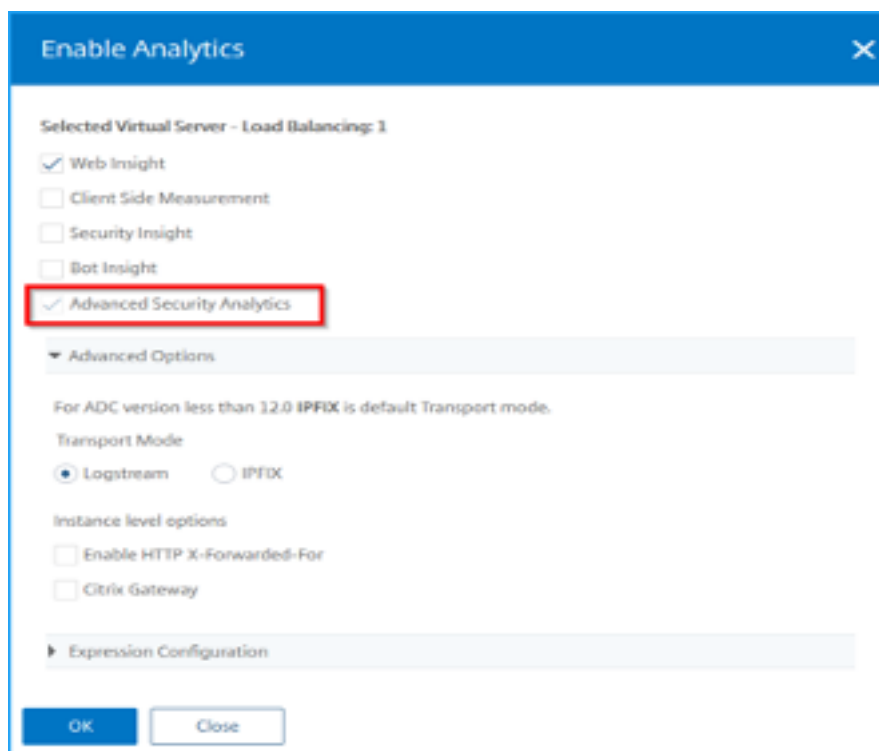 Enable Analytics
Selected Virtual Server - Load Balancing: 1
Web Insight
Client Side Measurement
Security Insight
Bot Insight
Advanced Security Analytics
Advanced Options
For ADC version less than 12.0 IPFIX is default Transport mode.
Transport Mode
Logstream IPFIX
Instance level options
Enable HTTP X-Forwarded-For
Citrix Gateway
Expression Configuration
OK Close